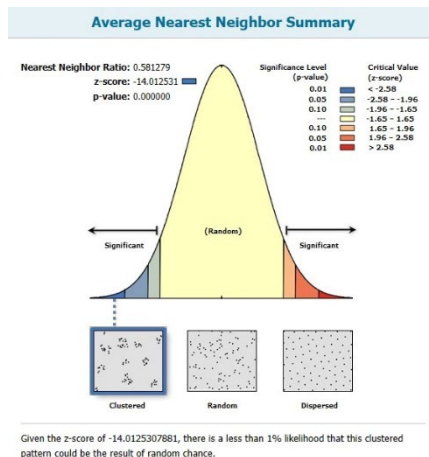 Average Nearest Neighbor Summary
Nearest Neighbor Ratio: 0.581279
z-score: -14.012531
p-value: 0.000000
Significance Level (p-value) Critical Value (z-score)
0.01 < -2.58
0.05 -2.58 - -1.96
0.10 -1.96 - -1.65
--- -1.65 - 1.65
0.10 1.65 - 1.96
0.05 1.96 - 2.58
0.01 > 2.58
Significant (Random) Significant
Clustered Random Dispersed
Given the z-score of -14.0125307881, there is a less than 1% likelihood that this clustered
pattern could be the result of random chance.